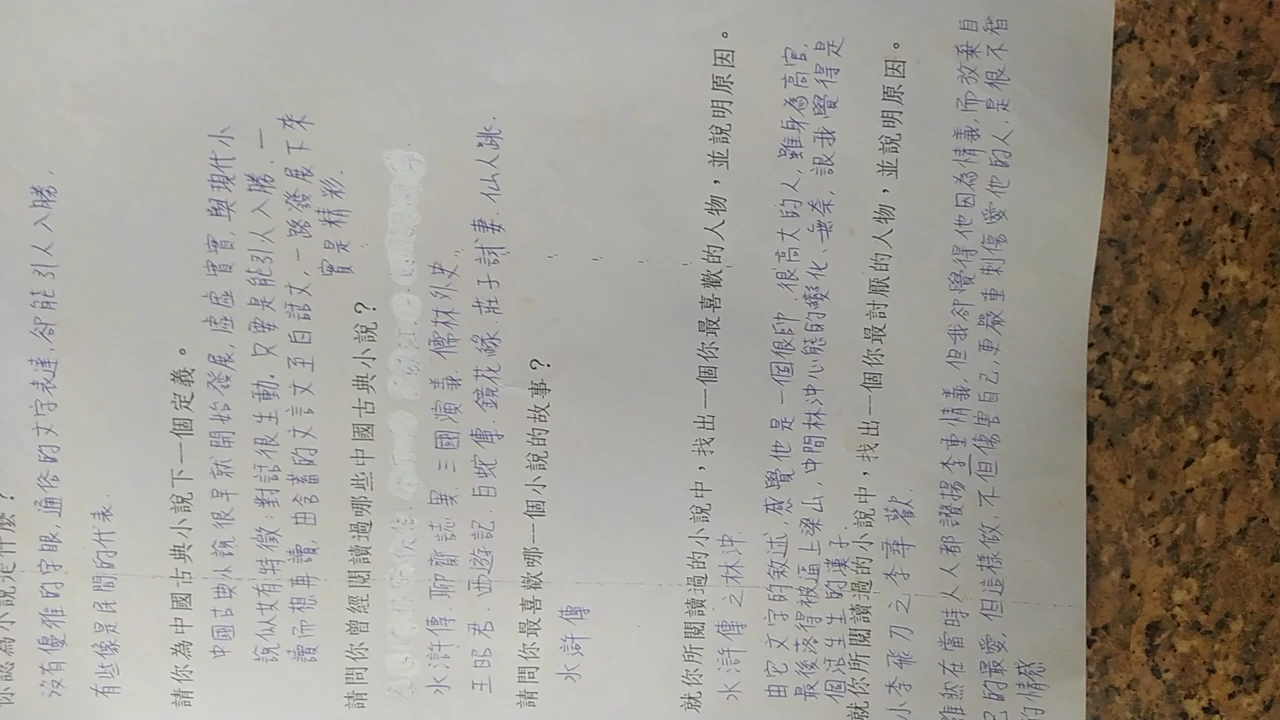 你認為小說是什麼？
沒有優雅的字眼，通俗的文字表達，卻能引人入勝，
有些像是民間的代表．
請你為中國古典小說下一個定義。
中國古典小說很早就開始發展，虛虛實實，與現代小
說似乎有特徵：對話很生動，只要是能引人入勝．一
讀而想再讀，由含蓄的文言文至白話文，一路發展下來
實是精彩．
請問你曾經閱讀過哪些中國古典小說？
水滸傳．聊齋誌異．三國演義．儒林外史．
王昭君．西遊記．白蛇傳．鏡花緣．莊子試妻．仙人跳．
請問你最喜歡哪一個小說的故事？
水滸傳
就你所閱讀過的小說中，找出一個你最喜歡的人物，並說明原因。
水滸傳之林沖
由它文字的敘述，感覺他是一個很帥．很高大的人，雖身為高官，
最後落得被逼上梁山，中間林沖心態的變化．無奈，讓我覺得是
個活生生的漢子
就你所閱讀過的小說中，找出一個你最討厭的人物，並說明原因。
小李飛刀之李尋歡．
雖然在當時人人都讚揚李重情義，但我卻覺得他因為情義，而放棄自
己的最愛，但這樣做，不但傷害自己，更嚴重刺傷愛他的人，是很不智
的情感